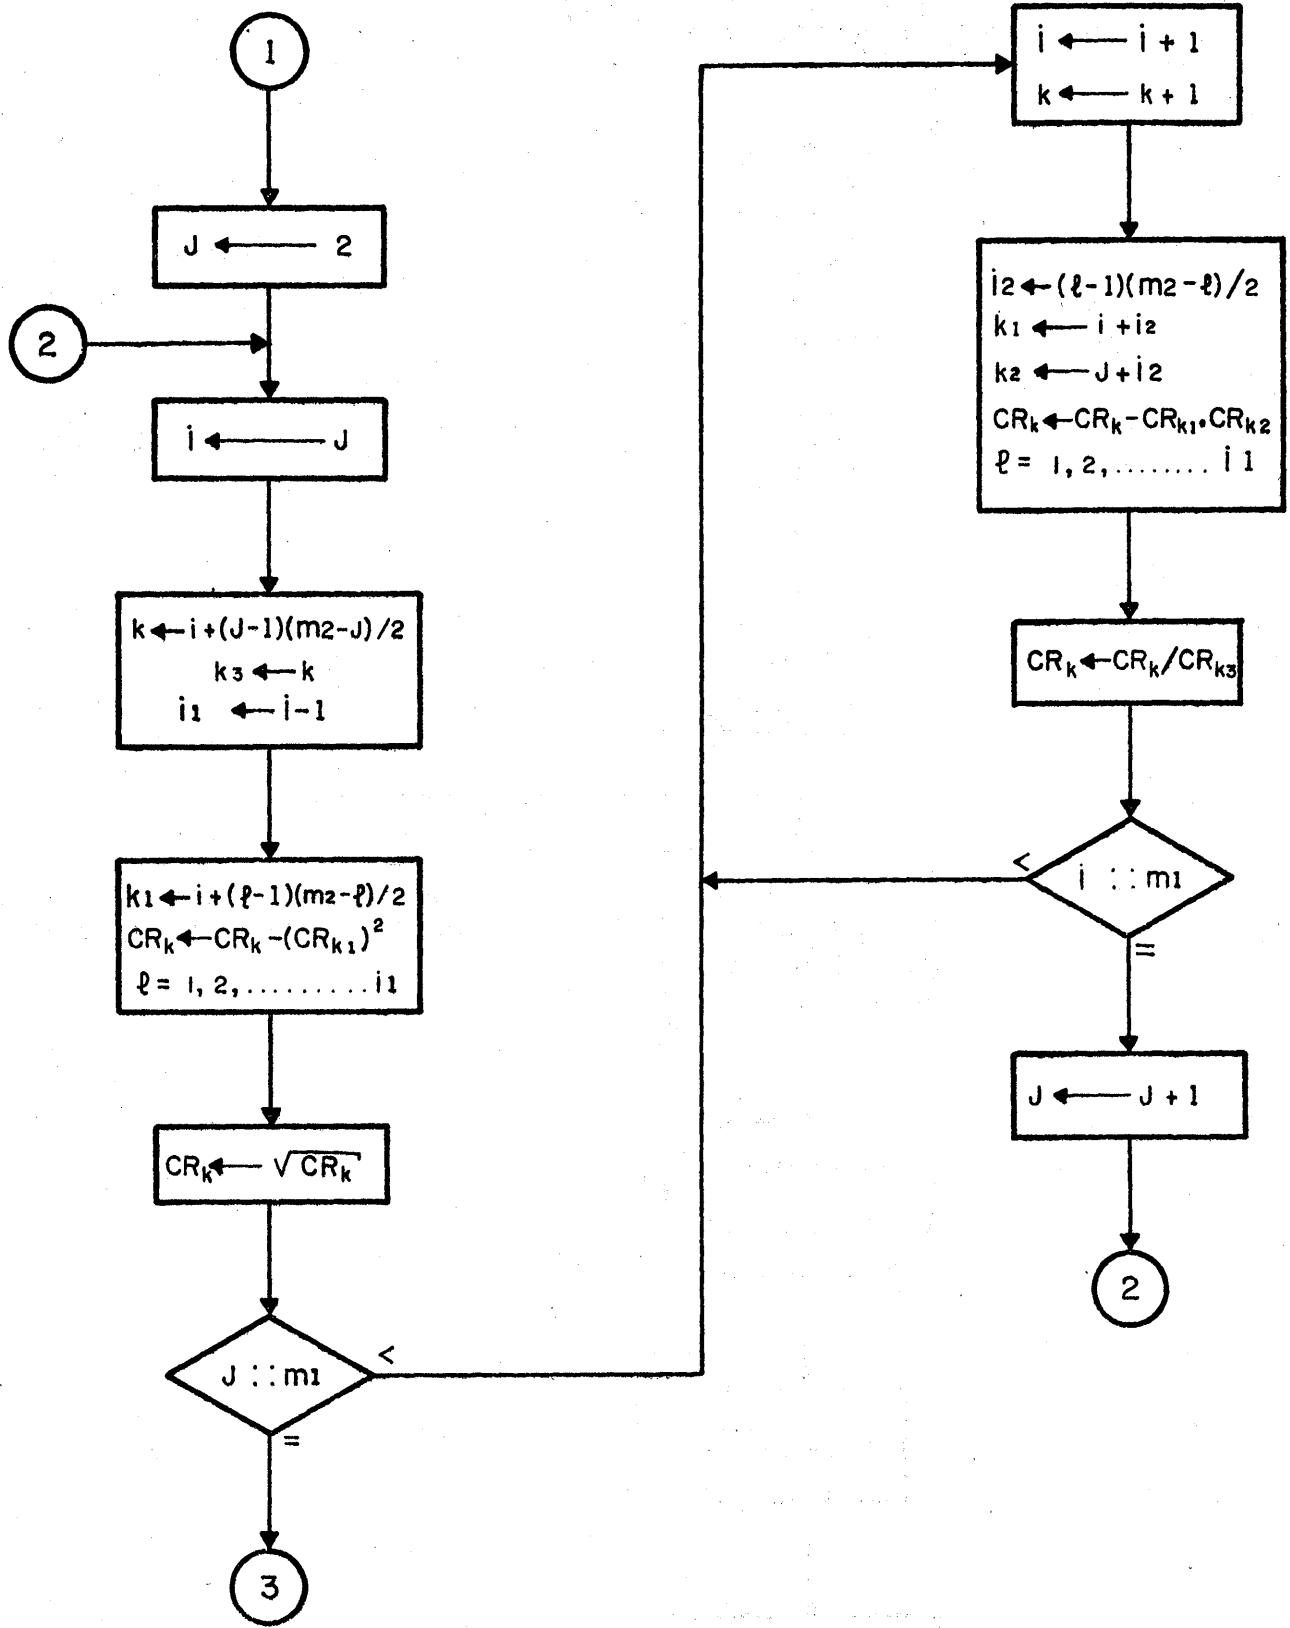 1
J ← 2
2
i ← J
k ← i + (J-1)(m2-J)/2
k3 ← k
i1 ← i-1
k1 ← i + (ℓ-1)(m2-ℓ)/2
CRk ← CRk - (CRk1)²
ℓ = 1, 2, ......... i1
CRk ← √CRk
J :: m1
<
=
3
i ← i + 1
k ← k + 1
i2 ← (ℓ-1)(m2-ℓ)/2
k1 ← i + i2
k2 ← J + i2
CRk ← CRk - CRk1.CRk2
ℓ = 1, 2, ........ i1
CRk ← CRk/CRk3
<
i :: m1
=
J ← J + 1
2